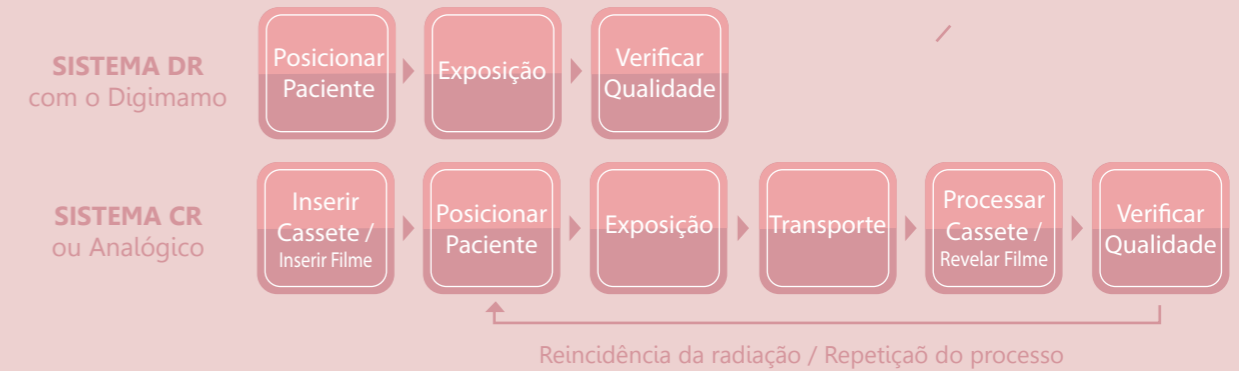 SISTEMA DR
com o Digimamo
Posicionar
Paciente
Exposição
Verificar
Qualidade
SISTEMA CR
ou Analógico
Inserir
Cassete /
Inserir Filme
Posicionar
Paciente
Exposição
Transporte
Processar
Cassete /
Revelar Filme
Verificar
Qualidade
Reincidência da radiação / Repetiçaõ do processo